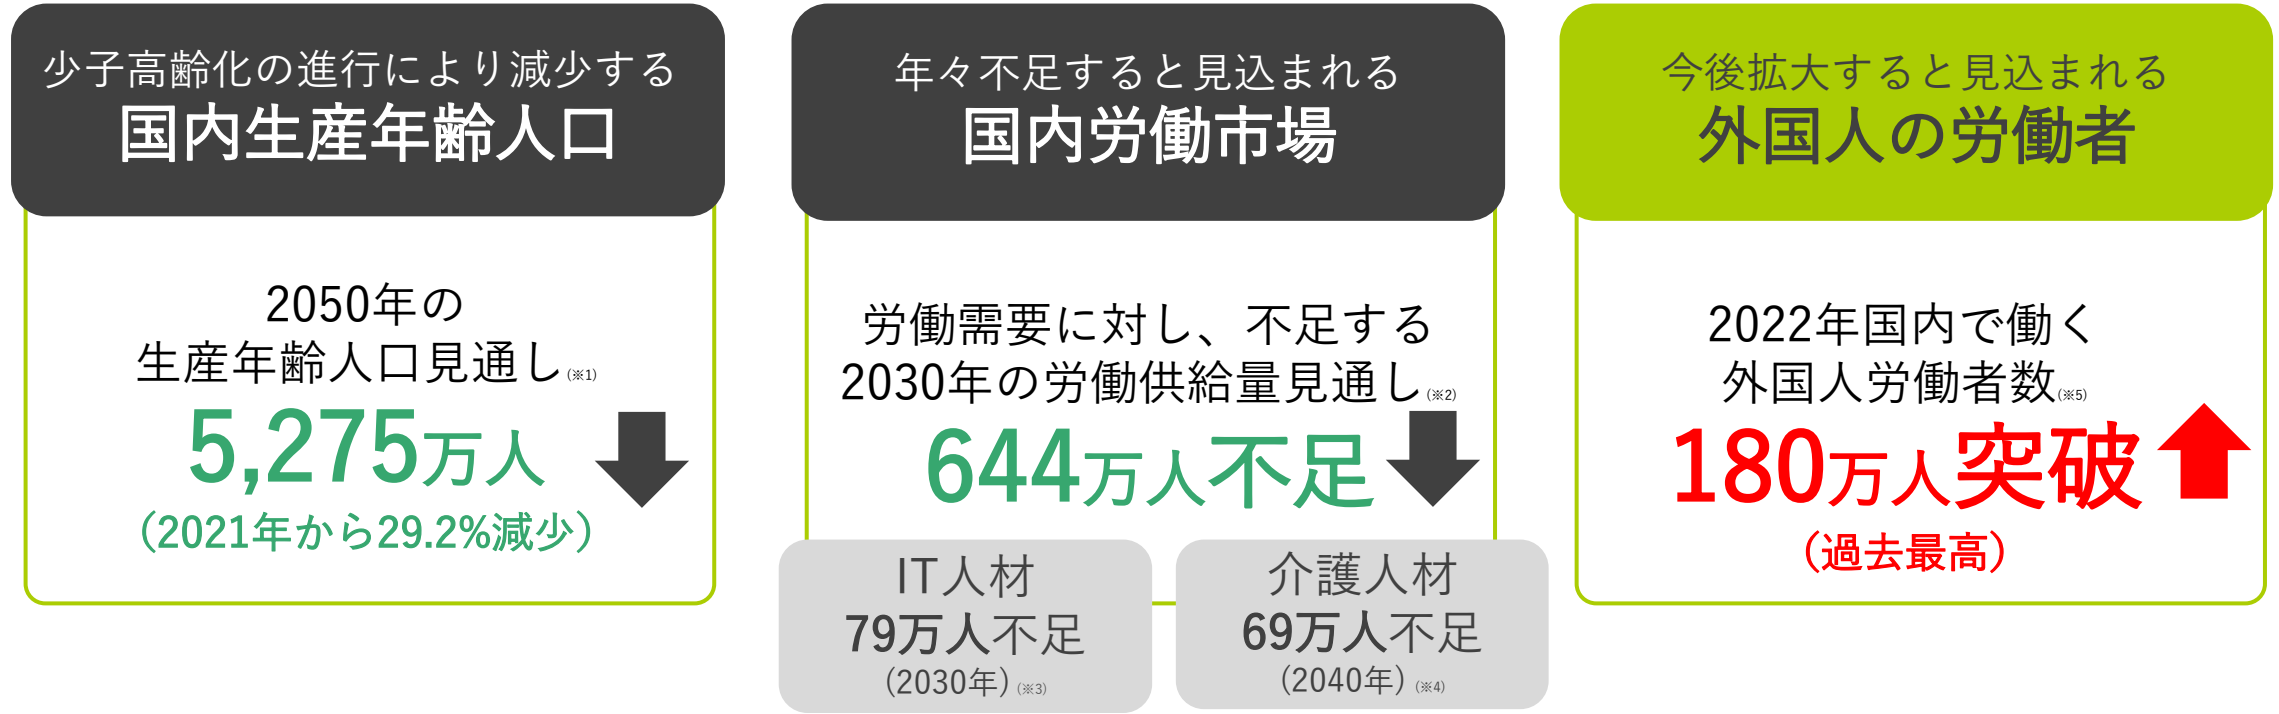 少子高齢化の進行により減少する
国内生産年齢人口
2050年の
生産年齢人口見通し(※1)
5,275万人
（2021年から29.2%減少）
年々不足すると見込まれる
国内労働市場
労働需要に対し、不足する
2030年の労働供給量見通し(※2)
644万人不足
IT人材
79万人不足
（2030年）(※3)
介護人材
69万人不足
（2040年）(※4)
今後拡大すると見込まれる
外国人の労働者
2022年国内で働く
外国人労働者数(※5)
180万人突破
（過去最高）